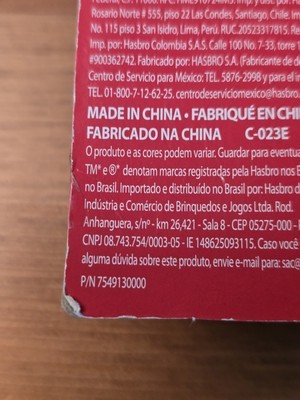 Rosario Norte # 555, piso 22 Las Condes, Santiago, Chile.
No. 115 piso 3 San Isidro, Lima, Perú, RUC.20523317815.
Imp. por: Hasbro Colombia S.A.S. Calle 100 No. 7-33, torre
#900362742. Fabricado por: HASBRO S.A. (Fabricante de
Centro de Servicio para México: TEL. 5876-2998 y para el
TEL. 01-800-7-12-62-25. centrodeserviciomexico@hasbro.
MADE IN CHINA • FABRIQUÉ EN CHI
FABRICADO NA CHINA C-023E
O produto e as cores podem variar. Guardar para eventua
TM* e ®* denotam marcas registradas pela Hasbro nos E
no Brasil. Importado e distribuído no Brasil por: Hasbro d
Indústria e Comércio de Brinquedos e Jogos Ltda. Rod.
Anhanguera, s/nº - km 26,421 - Sala 8 - CEP 05275-000 -
CNPJ 08.743.754/0003-05 - IE 148625093115. Caso você
alguma dúvida sobre este produto, envie e-mail para: sac@
P/N 7549130000